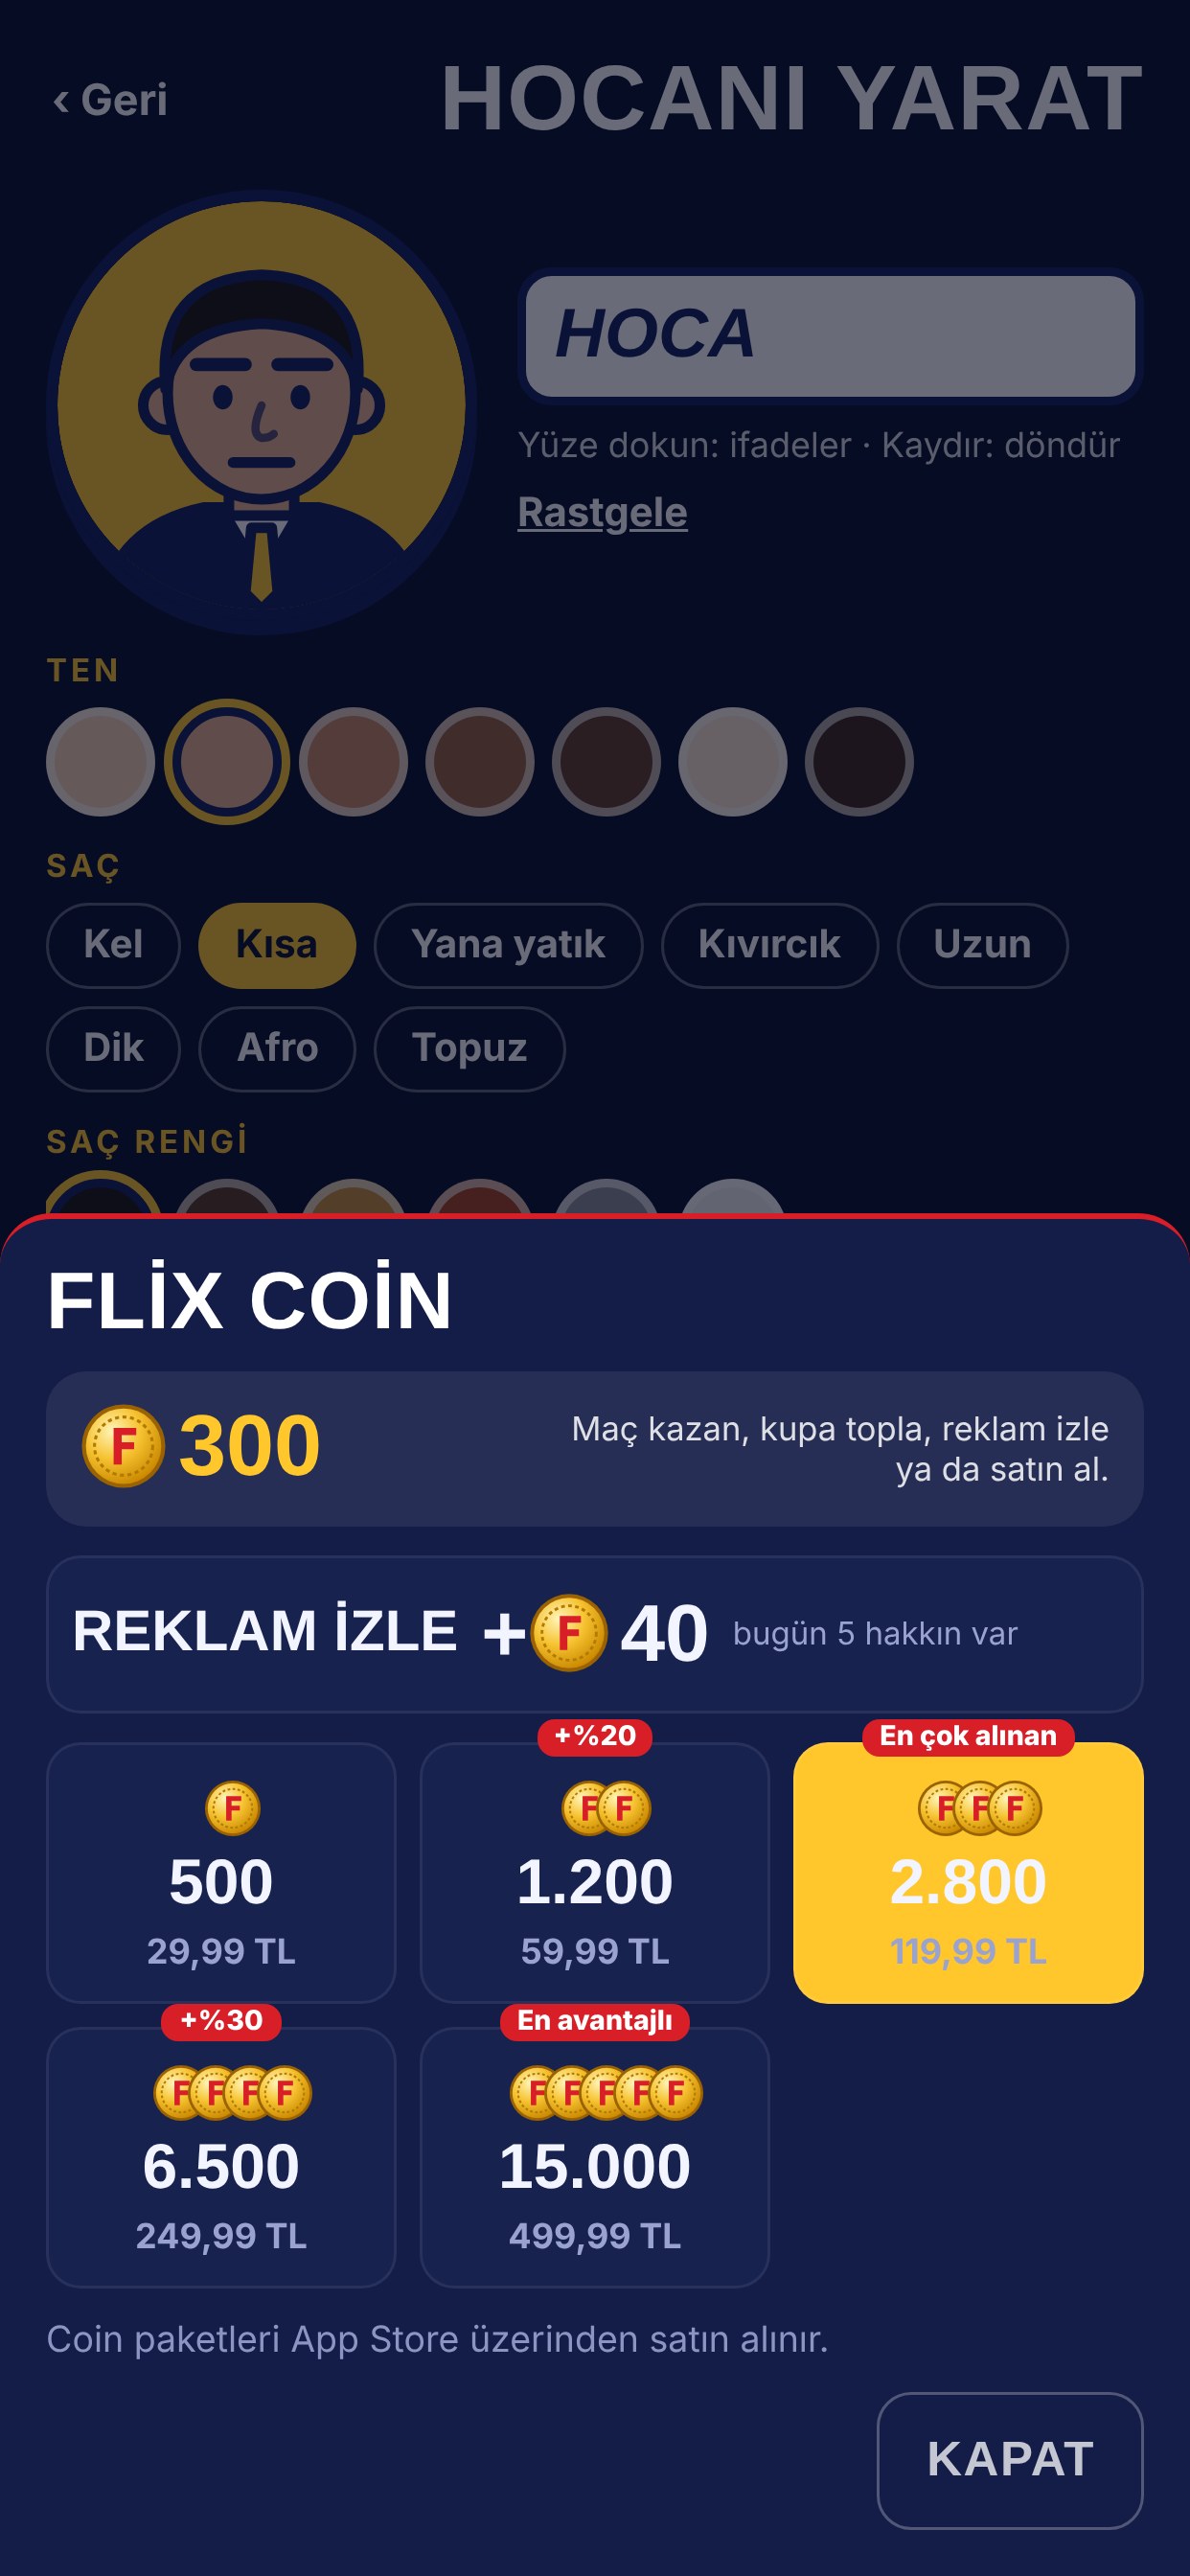 ‹ Geri
HOCANI YARAT
HOCA
Yüze dokun: ifadeler · Kaydır: döndür
Rastgele
TEN
SAÇ
Kel
Kısa
Yana yatık
Kıvırcık
Uzun
Dik
Afro
Topuz
SAÇ RENGİ
FLİX COİN
F 300
Maç kazan, kupa topla, reklam izle
ya da satın al.
REKLAM İZLE + F 40 bugün 5 hakkın var
+%20
En çok alınan
F
F F
F F F
500
1.200
2.800
29,99 TL
59,99 TL
119,99 TL
+%30
En avantajlı
F F F F
F F F F F
6.500
15.000
249,99 TL
499,99 TL
Coin paketleri App Store üzerinden satın alınır.
KAPAT